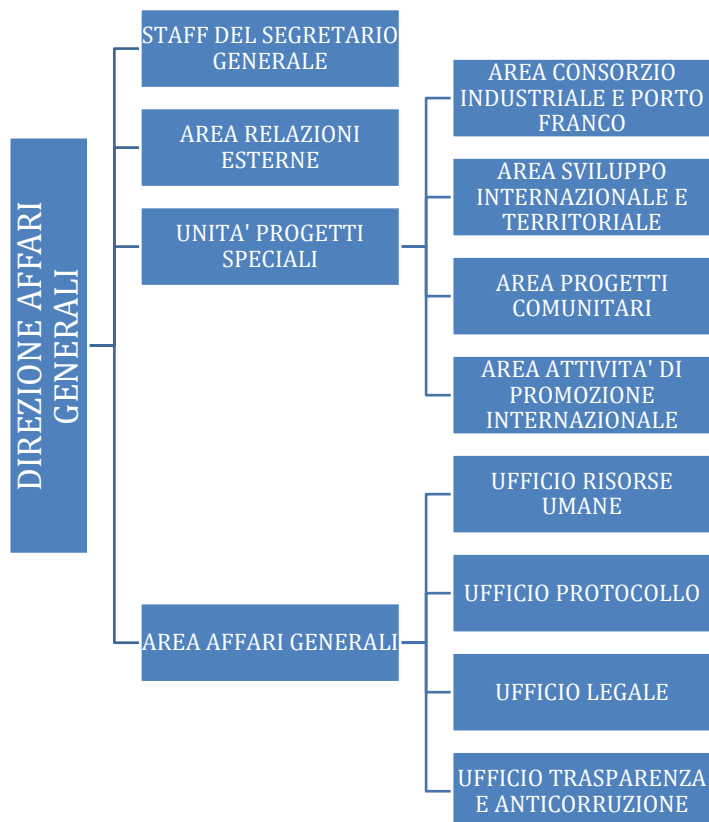 DIREZIONE AFFARI
GENERALI
STAFF DEL SEGRETARIO
GENERALE
AREA RELAZIONI
ESTERNE
UNITA' PROGETTI
SPECIALI
AREA CONSORZIO
INDUSTRIALE E PORTO
FRANCO
AREA SVILUPPO
INTERNAZIONALE E
TERRITORIALE
AREA PROGETTI
COMUNITARI
AREA ATTIVITA' DI
PROMOZIONE
INTERNAZIONALE
AREA AFFARI GENERALI
UFFICIO RISORSE
UMANE
UFFICIO PROTOCOLLO
UFFICIO LEGALE
UFFICIO TRASPARENZA
E ANTICORRUZIONE